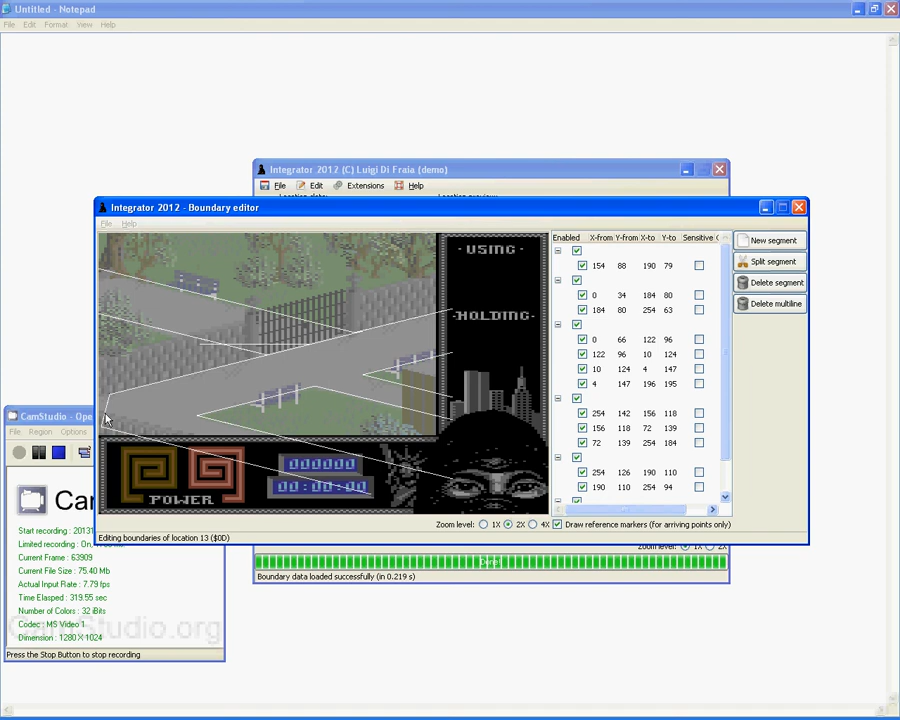 Untitled - Notepad
File Edit Format View Help
Integrator 2012 (C) Luigi Di Fraia (demo)
File Edit Extensions Help
Integrator 2012 - Boundary editor
File Help
Enabled X-from Y-from X-to Y-to Sensitive
154 88 190 79
0 34 184 80
184 80 254 63
0 66 122 96
122 96 10 124
10 124 4 147
4 147 196 195
254 142 156 118
156 118 72 139
72 139 254 184
254 126 190 110
190 110 254 94
New segment
Split segment
Delete segment
Delete multiline
- USING -
-HOLDING-
POWER
000000
00:00:00
Zoom level: 1X 2X 4X Draw reference markers (for arriving points only)
Editing boundaries of location 13 ($0D)
Done!
Boundary data loaded successfully (in 0.219 s)
CamStudio - Ope
File Region Options
Start recording : 2013
Limited recording : On,
Current Frame : 63909
Current File Size : 75.40 Mb
Actual Input Rate : 7.79 fps
Time Elasped : 319.55 sec
Number of Colors : 32 iBits
Codec : MS Video 1
Dimension : 1280 X 1024
CamStudio.org
Press the Stop Button to stop recording